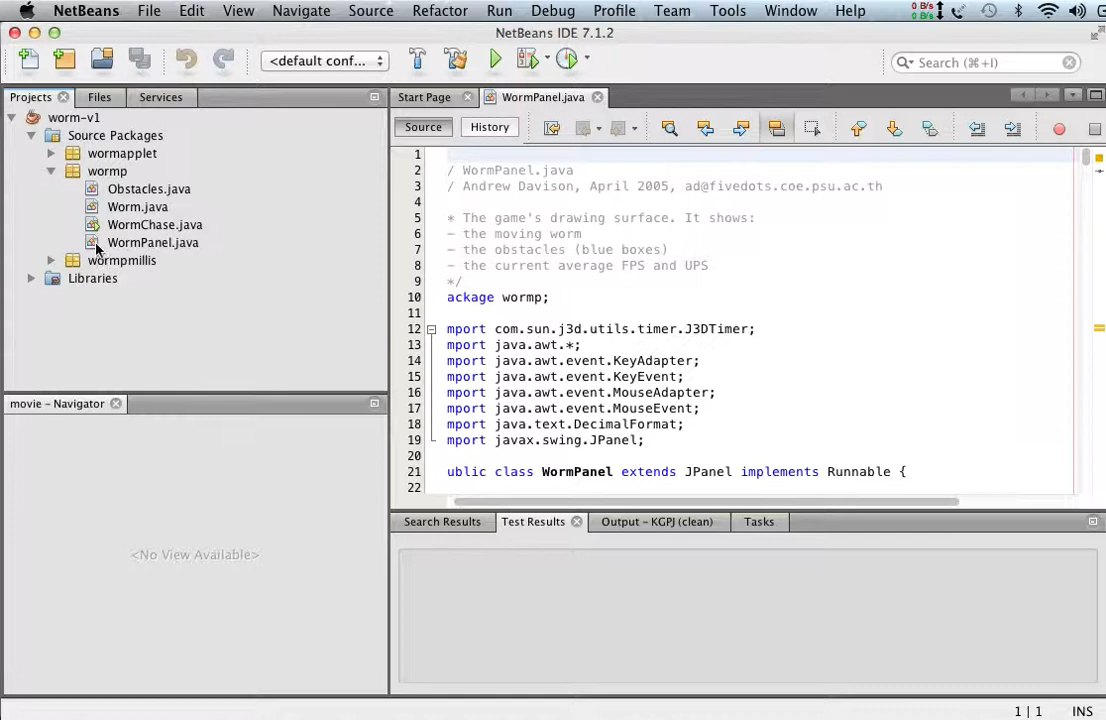 NetBeans File Edit View Navigate Source Refactor Run Debug Profile Team Tools Window Help 0 B/s
0 B/s
NetBeans IDE 7.1.2
<default conf... Search (⌘+I)
Projects Files Services
worm-v1
Source Packages
wormapplet
wormp
Obstacles.java
Worm.java
WormChase.java
WormPanel.java
wormpmillis
Libraries
movie - Navigator
<No View Available>
Start Page WormPanel.java
Source History
1
2 / WormPanel.java
3 / Andrew Davison, April 2005, ad@fivedots.coe.psu.ac.th
4
5 * The game's drawing surface. It shows:
6 - the moving worm
7 - the obstacles (blue boxes)
8 - the current average FPS and UPS
9 */
10 ackage wormp;
11
12 mport com.sun.j3d.utils.timer.J3DTimer;
13 mport java.awt.*;
14 mport java.awt.event.KeyAdapter;
15 mport java.awt.event.KeyEvent;
16 mport java.awt.event.MouseAdapter;
17 mport java.awt.event.MouseEvent;
18 mport java.text.DecimalFormat;
19 mport javax.swing.JPanel;
20
21 ublic class WormPanel extends JPanel implements Runnable {
22
Search Results Test Results Output - KGPJ (clean) Tasks
1 | 1 INS